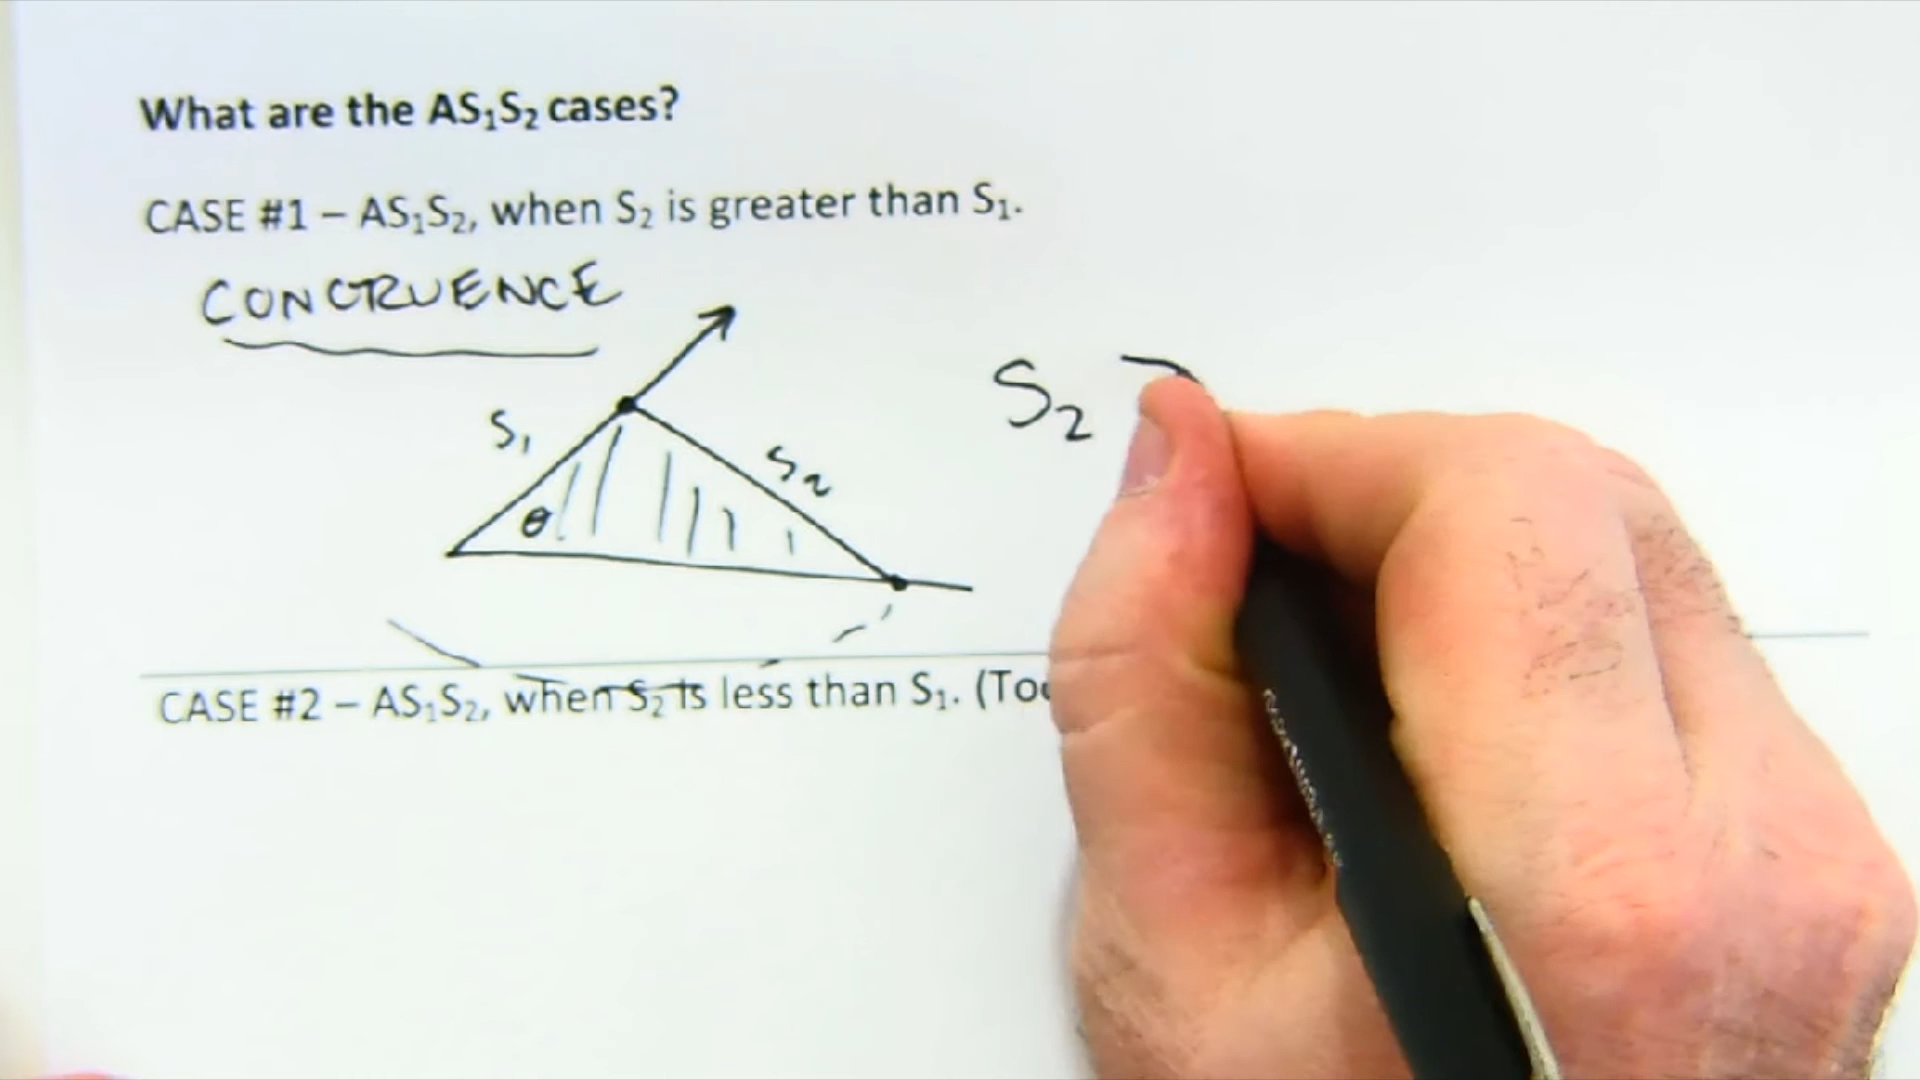 What are the AS₁S₂ cases?
CASE #1 – AS₁S₂, when S₂ is greater than S₁.
CONGRUENCE
S₁
S₂
S₂
θ
CASE #2 – AS₁S₂, when S₂ is less than S₁.